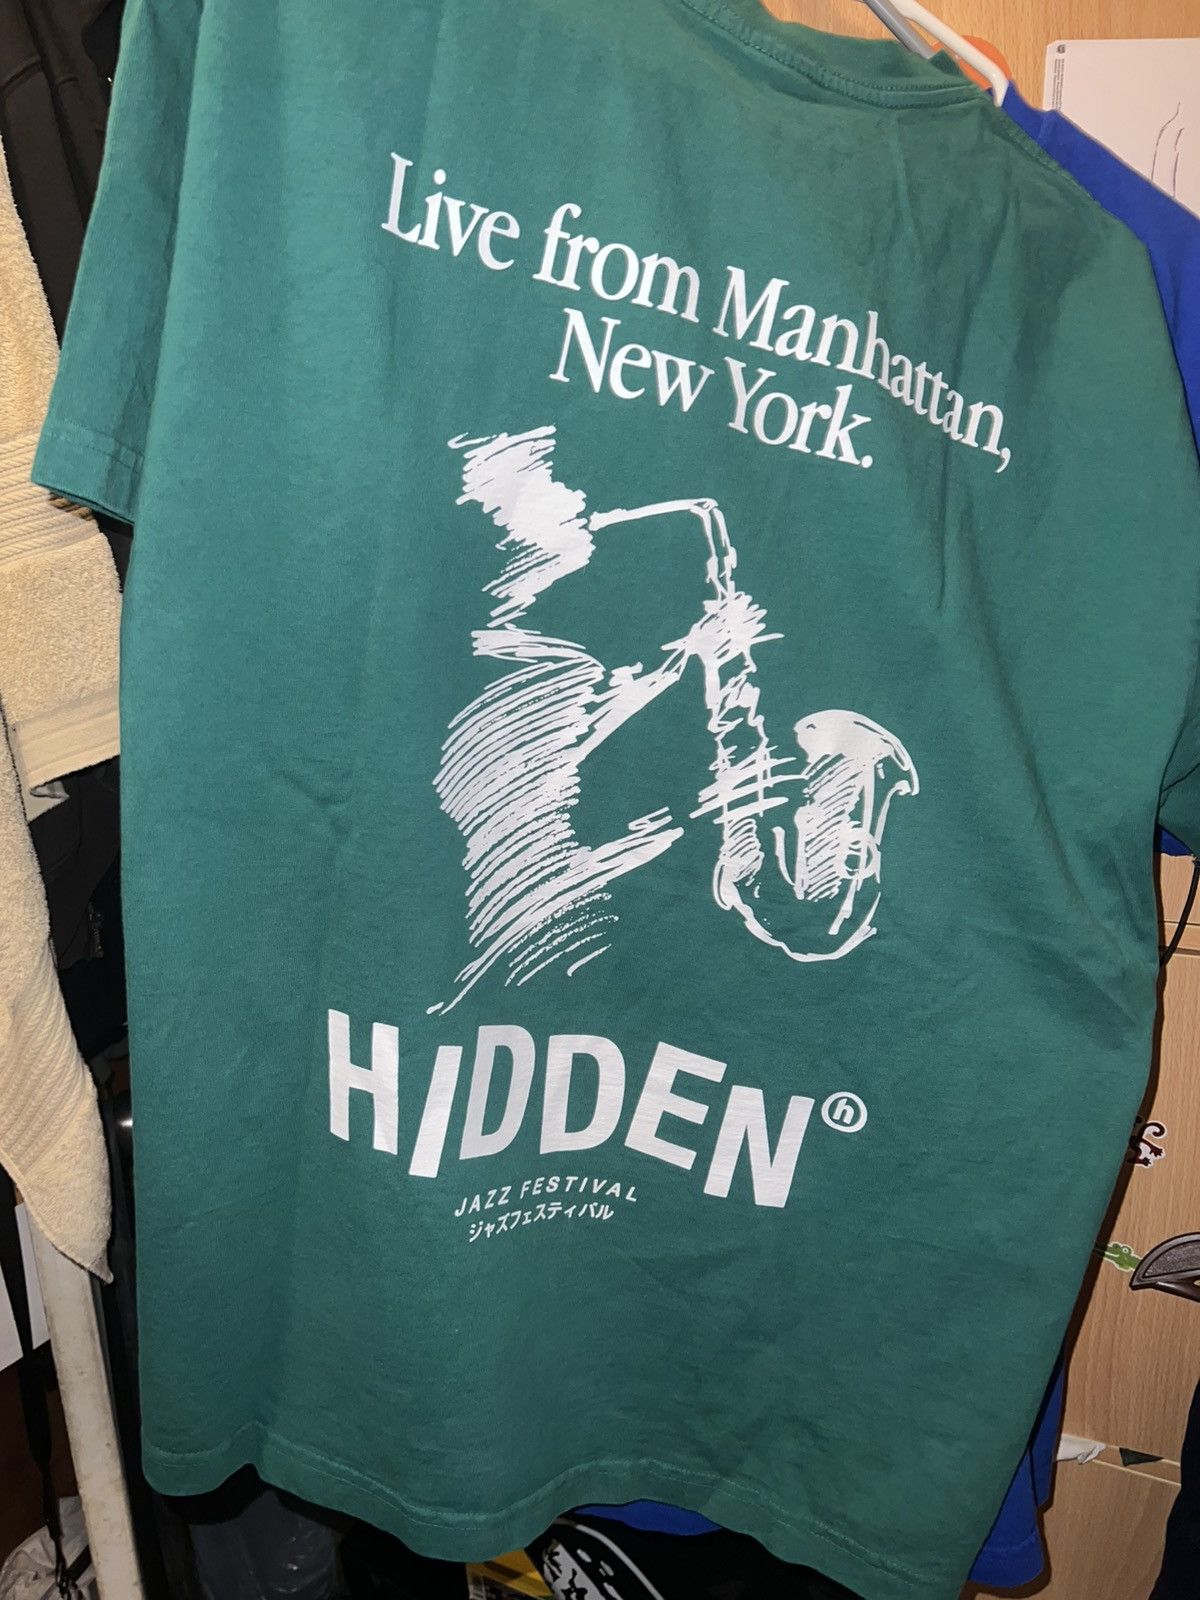 Live from Manhattan,
New York.
HIDDEN ⓗ
JAZZ FESTIVAL
ジャズフェスティバル